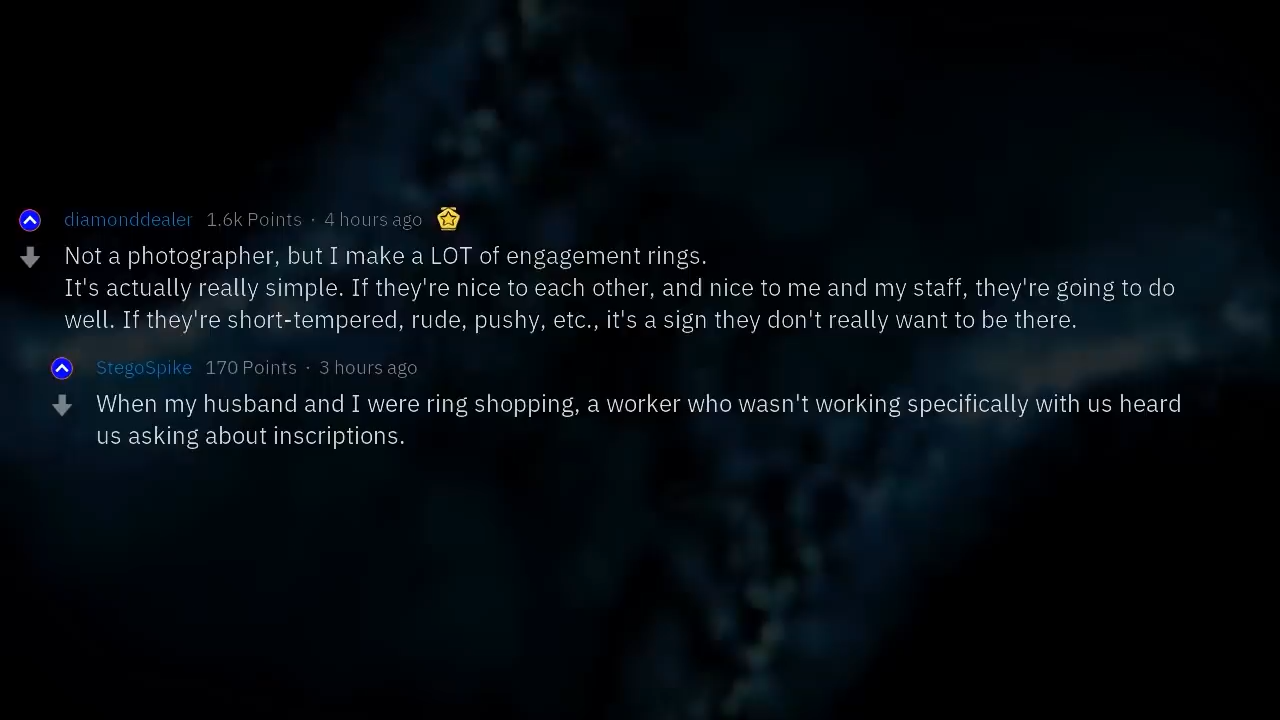 diamonddealer 1.6k Points · 4 hours ago
Not a photographer, but I make a LOT of engagement rings.
It's actually really simple. If they're nice to each other, and nice to me and my staff, they're going to do
well. If they're short-tempered, rude, pushy, etc., it's a sign they don't really want to be there.
StegoSpike 170 Points · 3 hours ago
When my husband and I were ring shopping, a worker who wasn't working specifically with us heard
us asking about inscriptions.